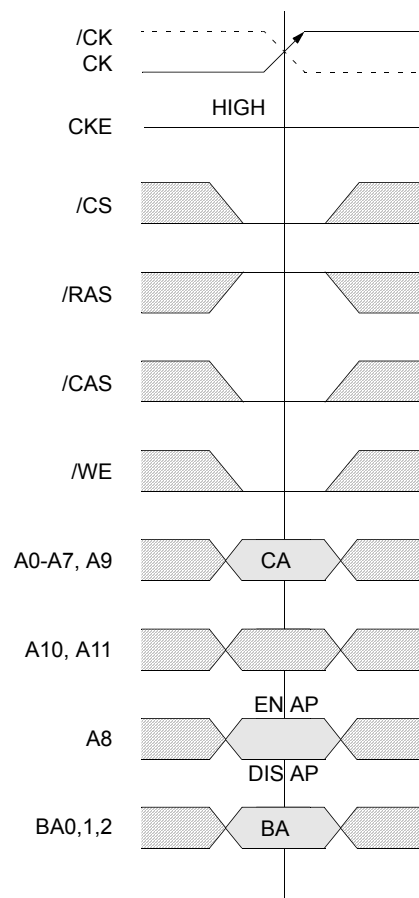 /CK
CK
HIGH
CKE
/CS
/RAS
/CAS
/WE
A0-A7, A9 CA
A10, A11
EN AP
A8
DIS AP
BA0,1,2 BA